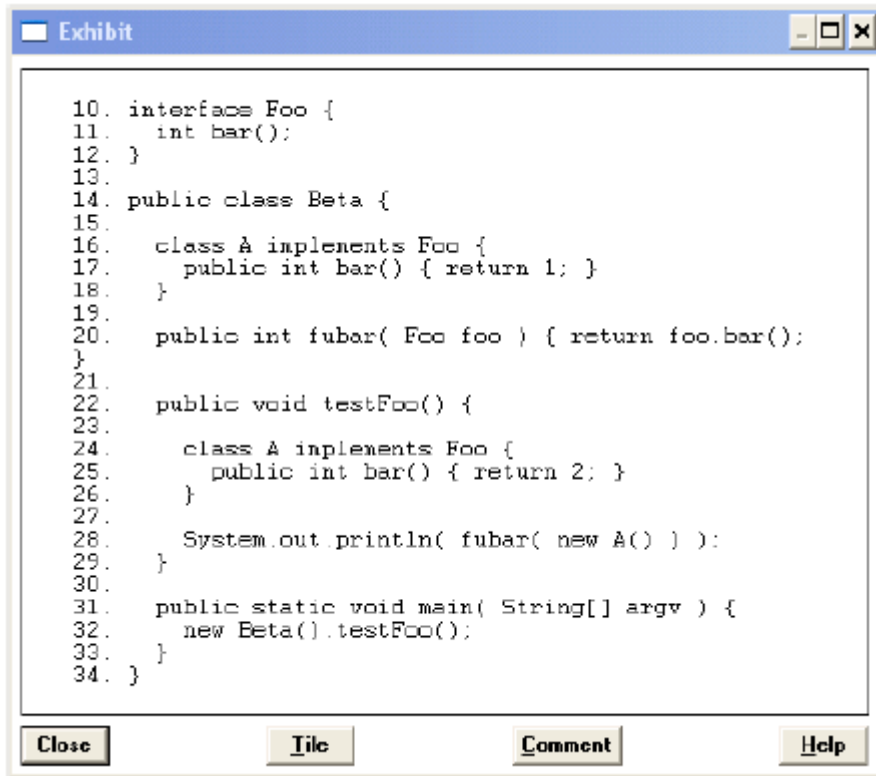 Exhibit
10. interface Foo {
11.   int bar();
12. }
13.
14. public class Beta {
15.
16.   class A implements Foo {
17.     public int bar() { return 1; }
18.   }
19.
20.   public int fubar( Foo foo ) { return foo.bar();
}
21.
22.   public void testFoo() {
23.
24.     class A implements Foo {
25.       public int bar() { return 2; }
26.     }
27.
28.     System.out.println( fubar( new A() ) );
29.   }
30.
31.   public static void main( String[] argv ) {
32.     new Beta().testFoo();
33.   }
34. }
Close Tile Comment Help